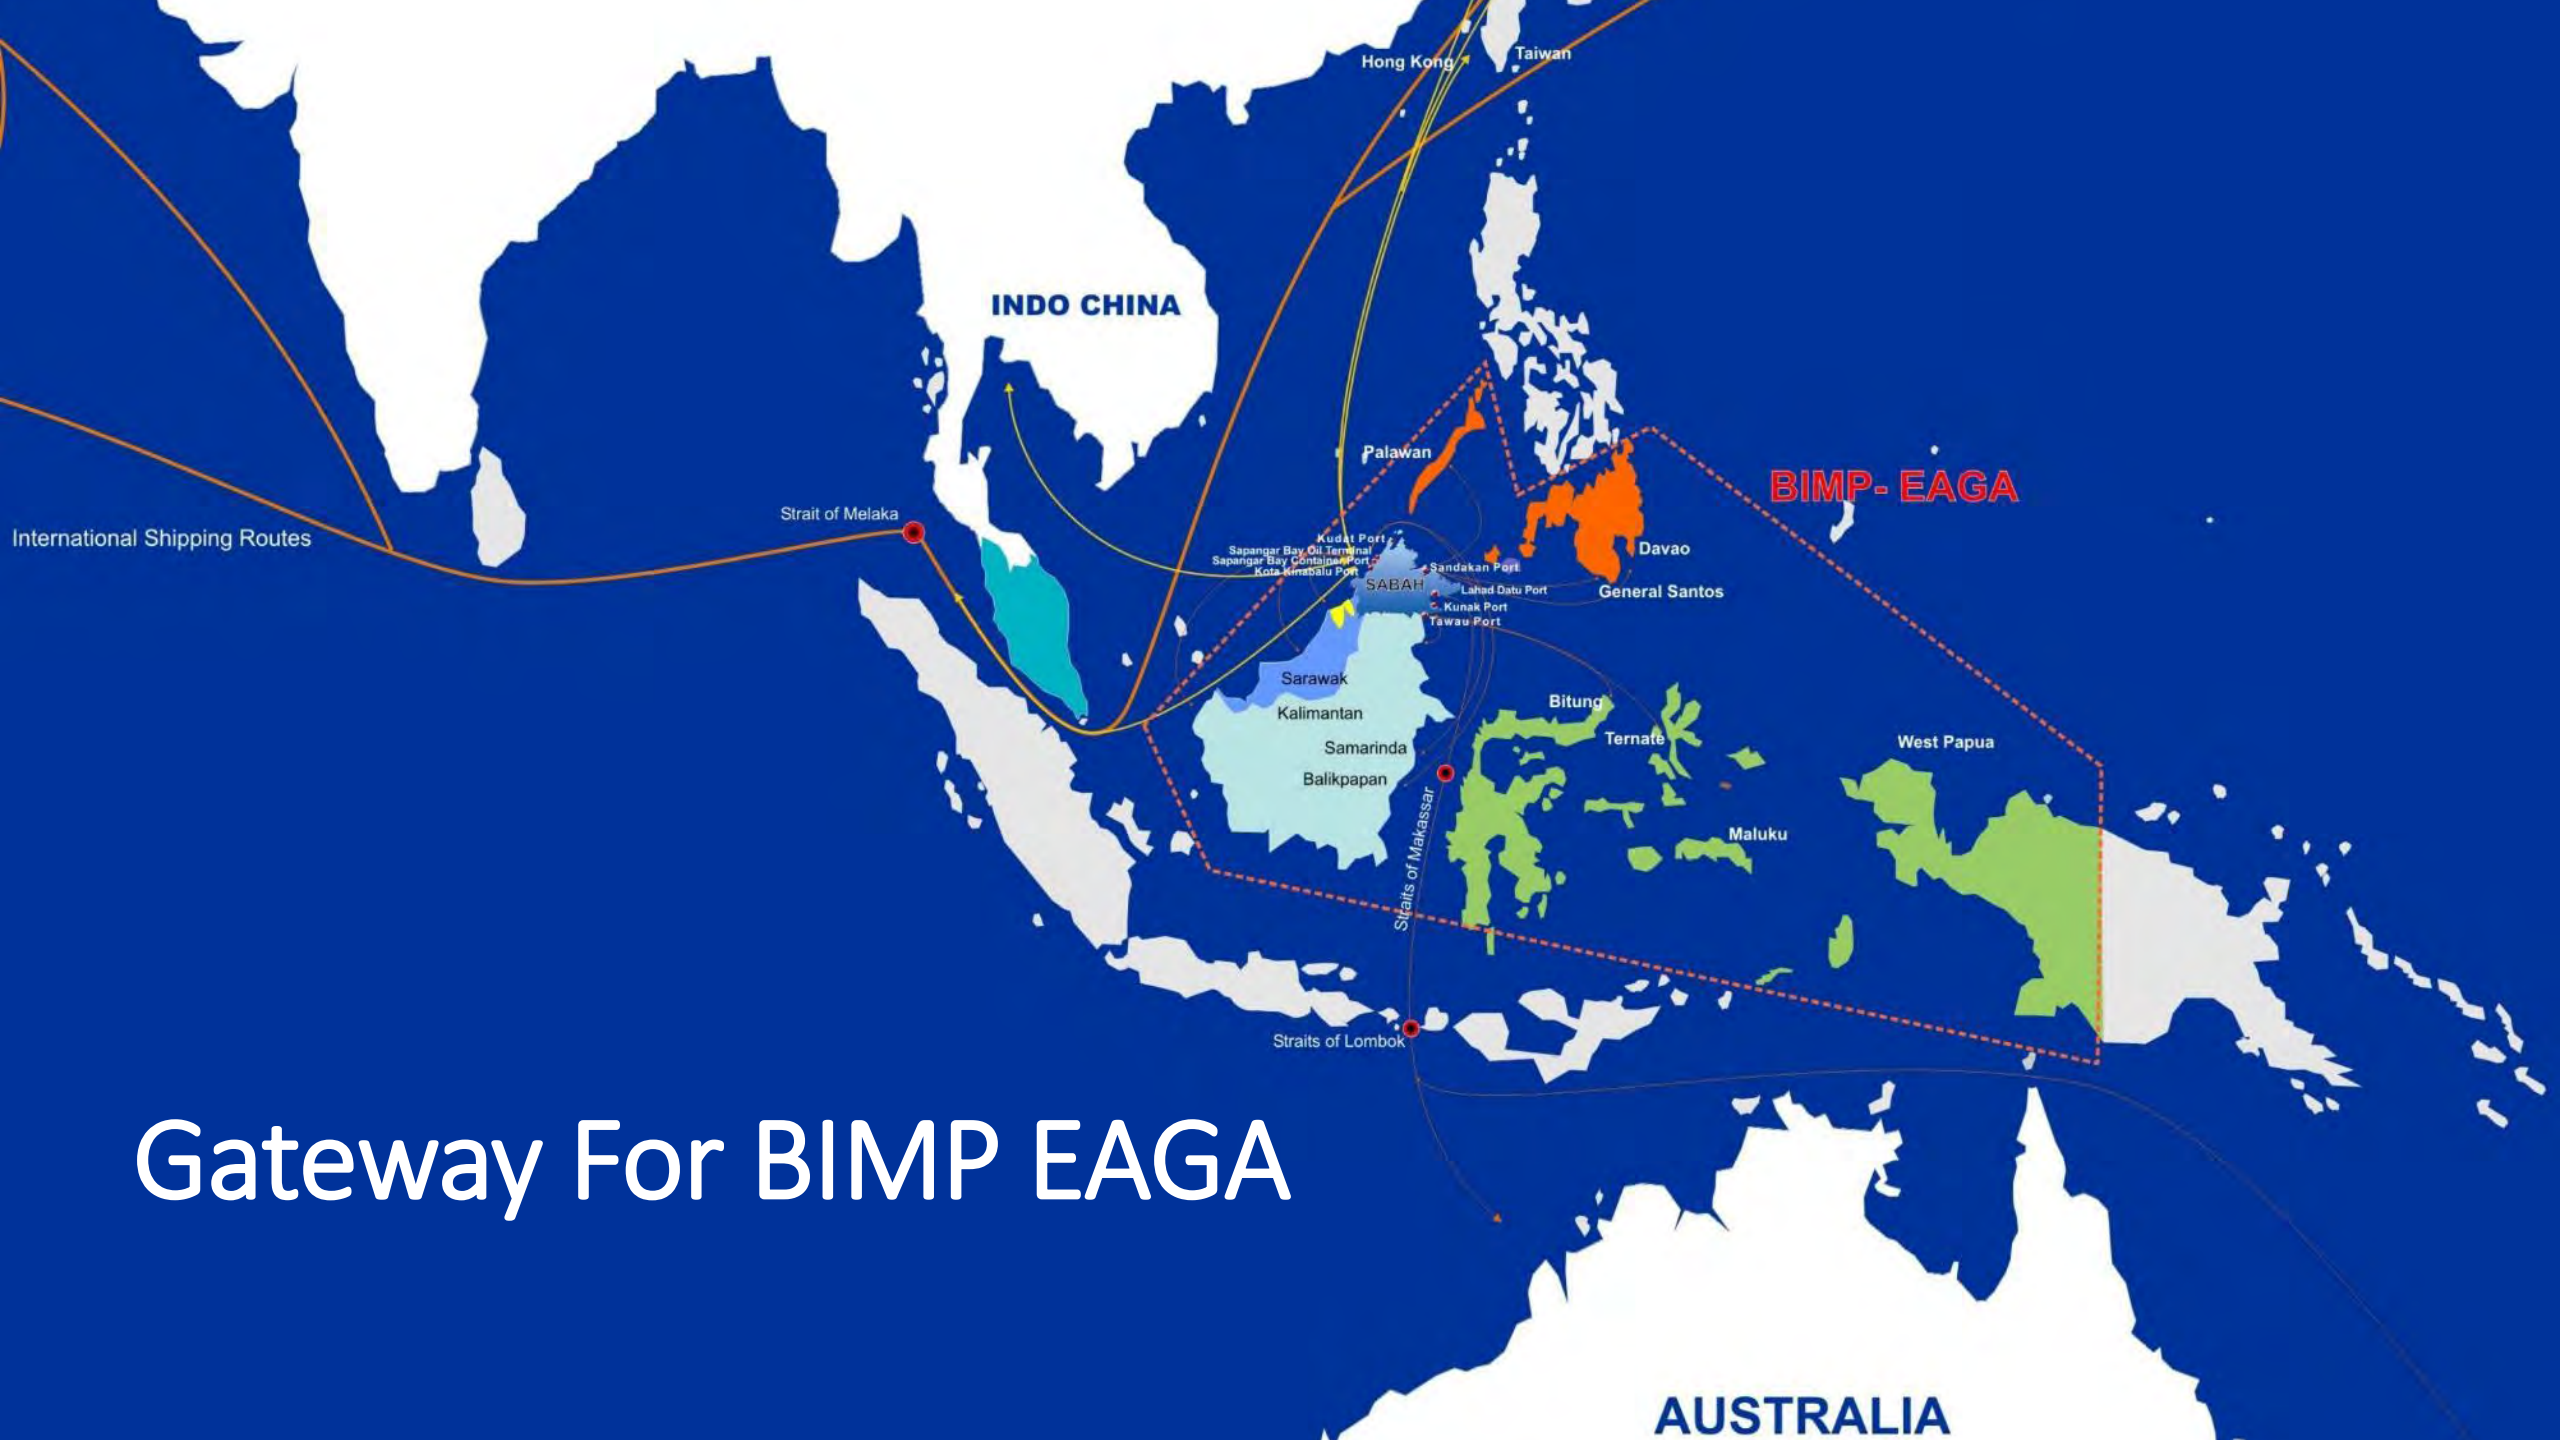 Hong Kong
Taiwan
INDO CHINA
Palawan
BIMP- EAGA
Strait of Melaka
International Shipping Routes
Kudat Port
Sapangar Bay Oil Terminal
Sapangar Bay Container Port
Kota Kinabalu Port
SABAH
Sandakan Port
Lahad Datu Port
Kunak Port
Tawau Port
Davao
General Santos
Sarawak
Kalimantan
Samarinda
Balikpapan
Bitung
Ternate
West Papua
Maluku
Straits of Makassar
Straits of Lombok
Gateway For BIMP EAGA
AUSTRALIA